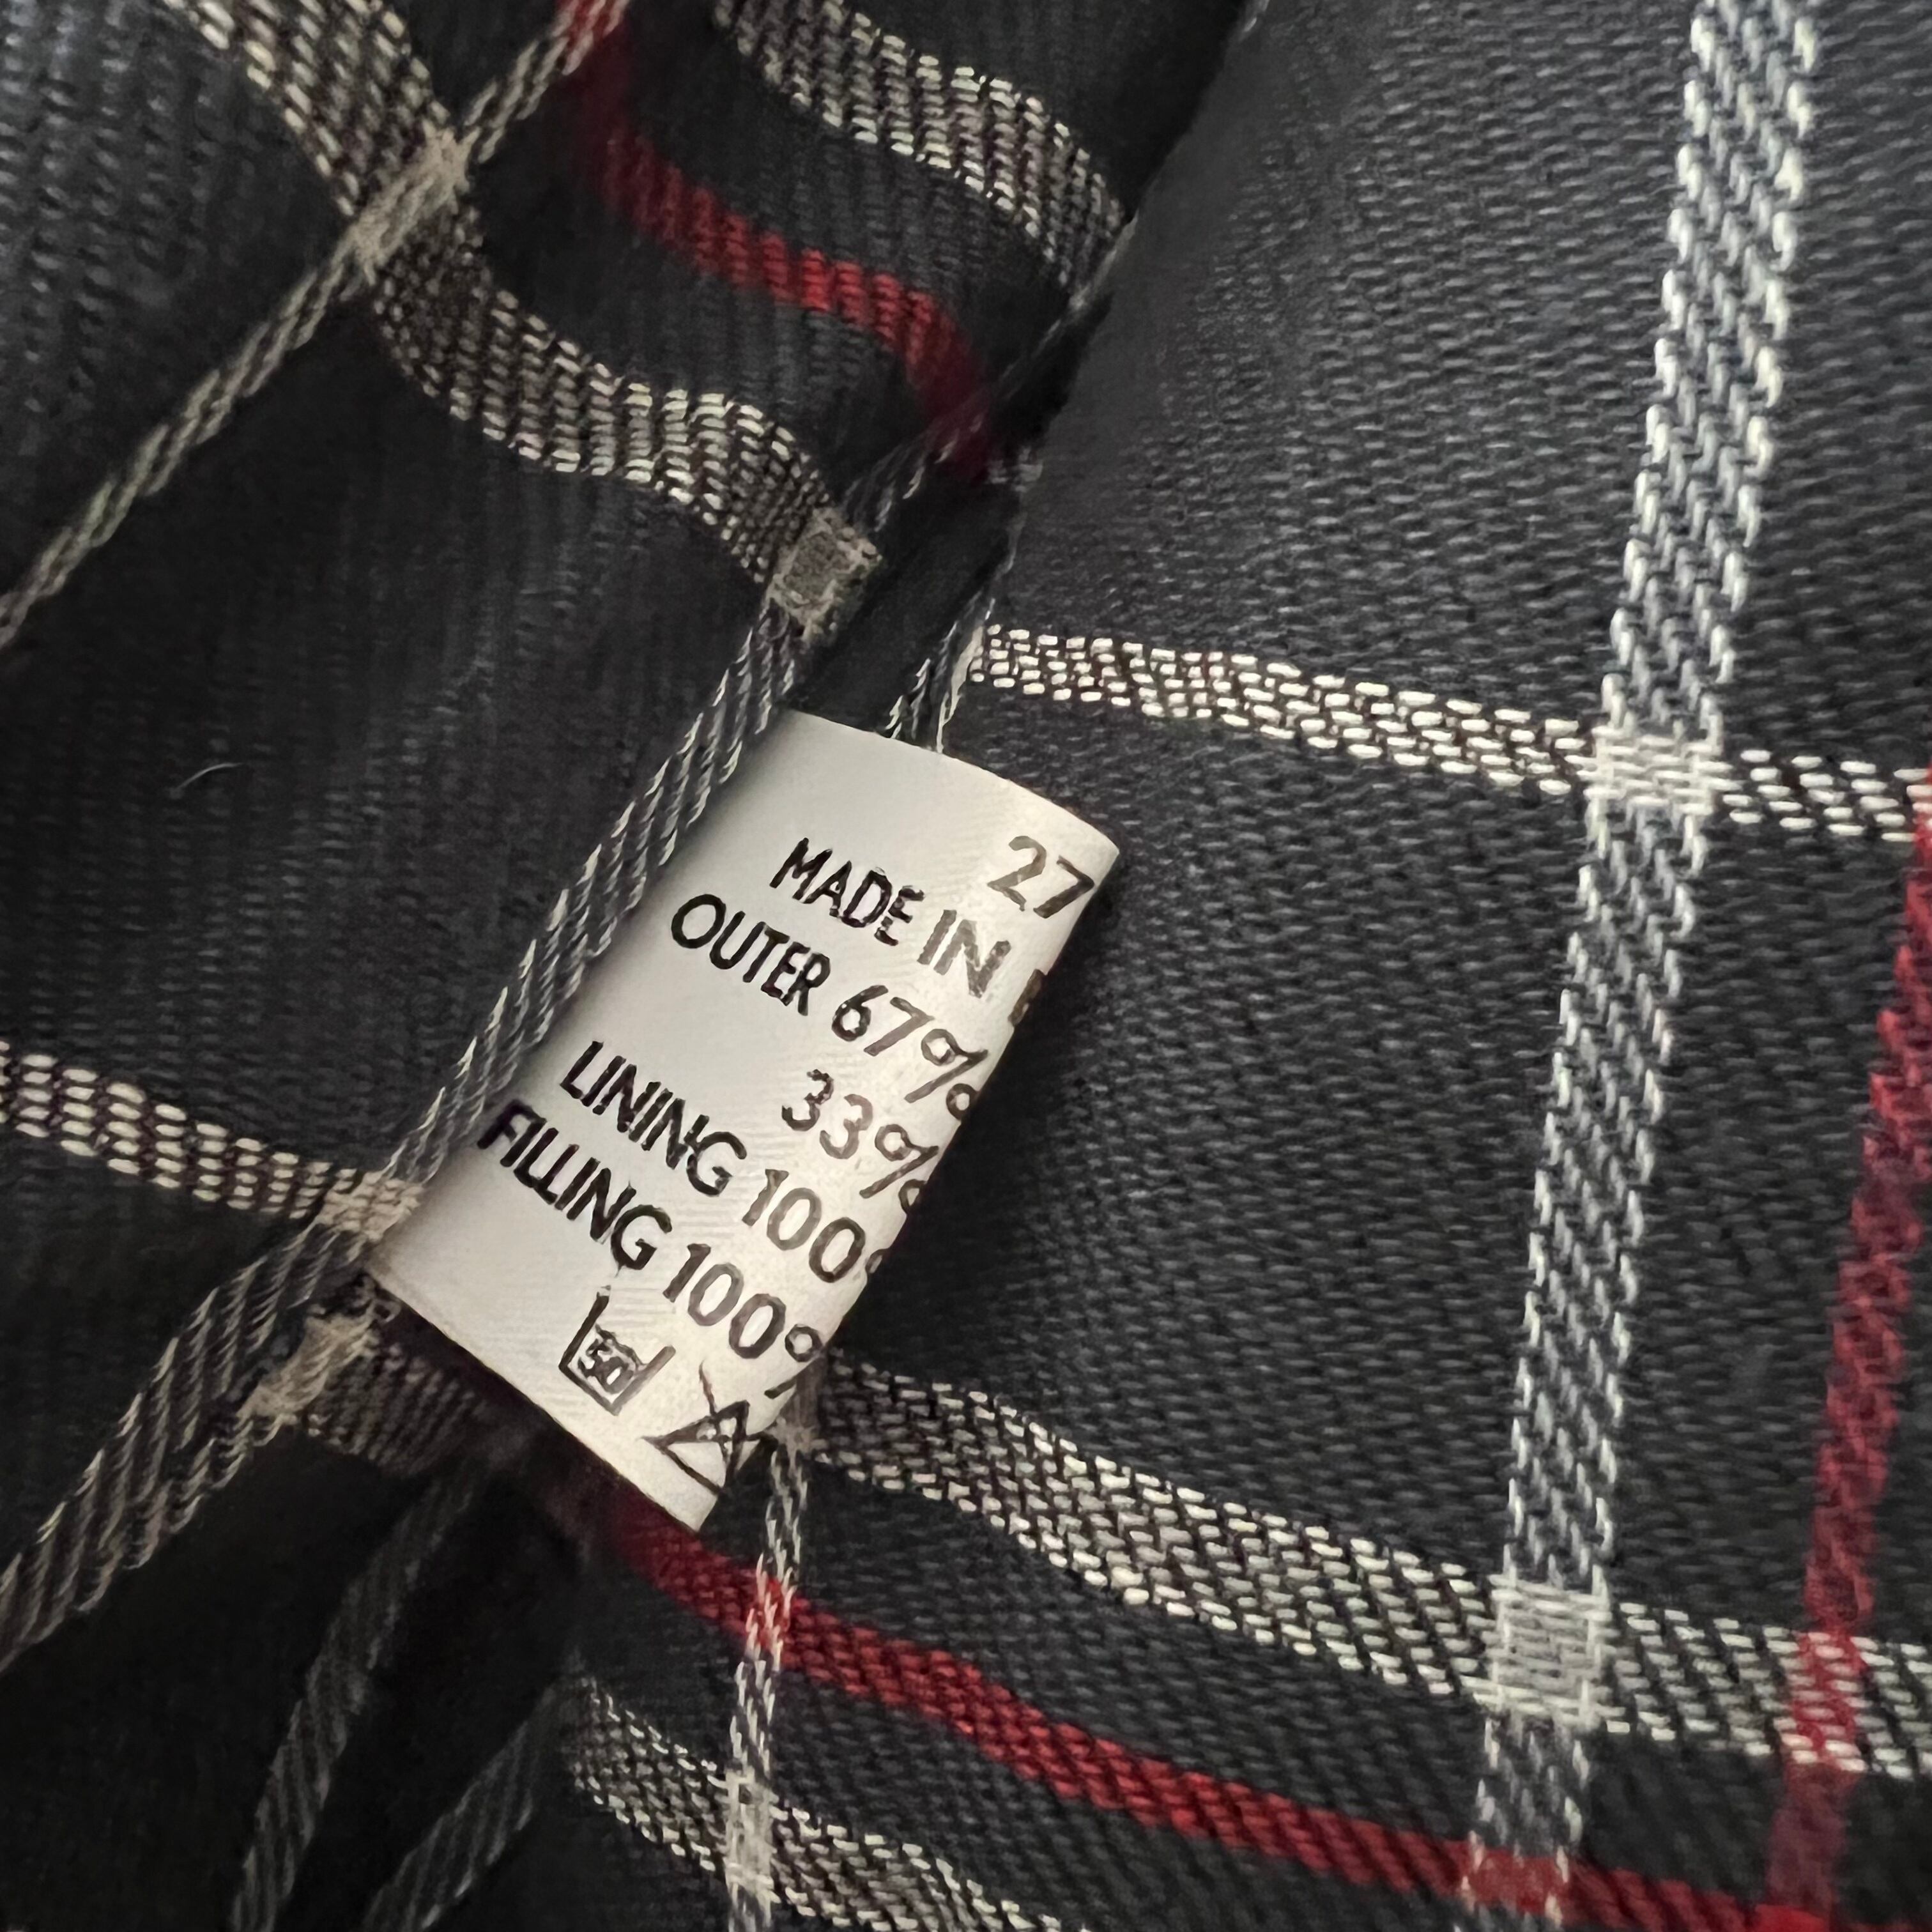 27
MADE IN
OUTER 67%
33%
LINING 100
FILLING 100%
50